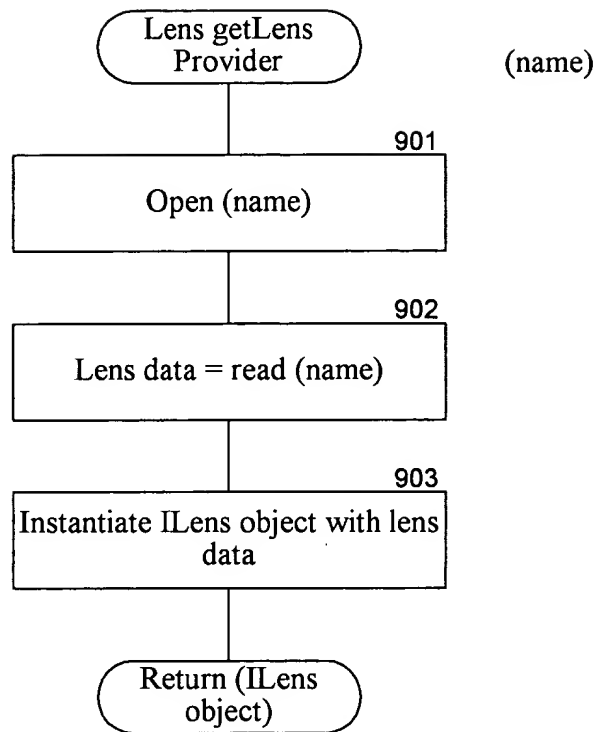 Lens getLens
Provider
(name)
901
Open (name)
902
Lens data = read (name)
903
Instantiate ILens object with lens
data
Return (ILens
object)